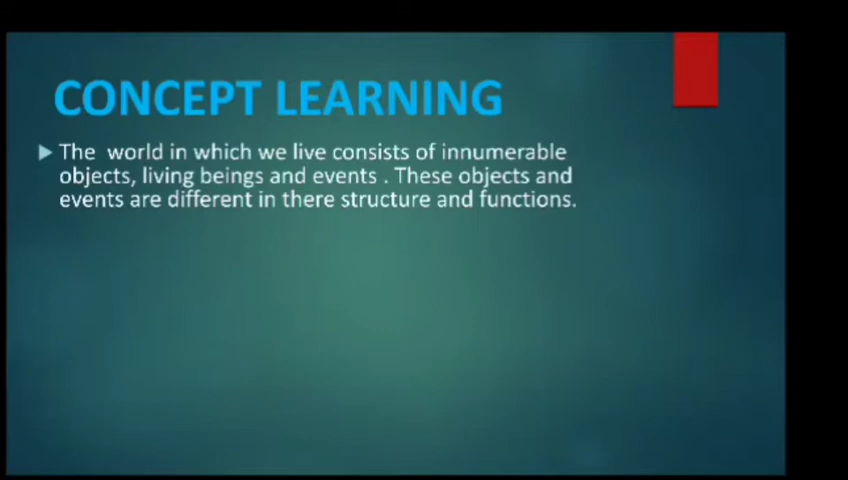 CONCEPT LEARNING
The world in which we live consists of innumerable
objects, living beings and events . These objects and
events are different in there structure and functions.